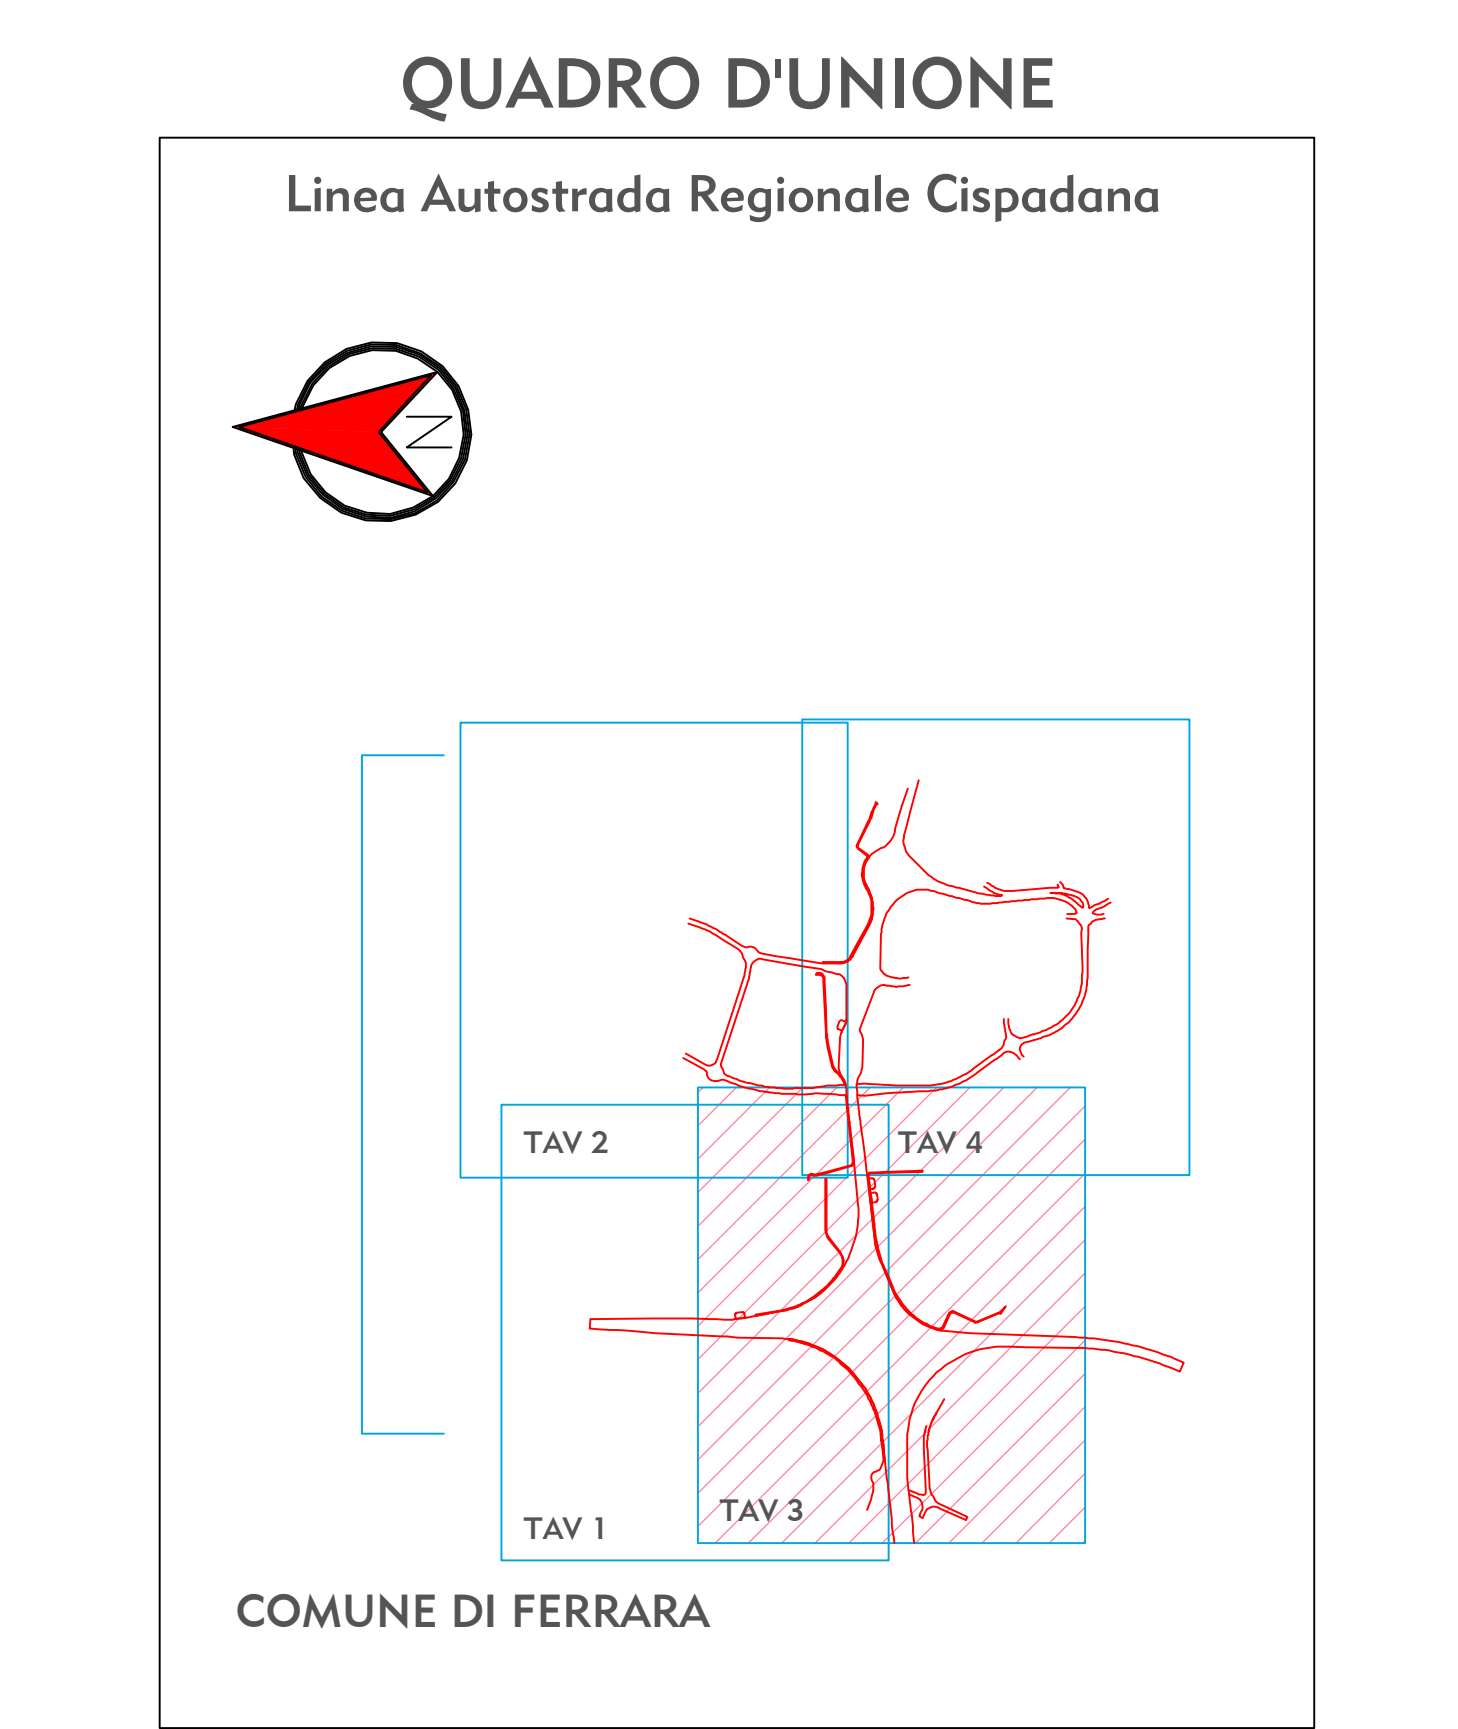 QUADRO D'UNIONE
Linea Autostrada Regionale Cispadana
N
TAV 2
TAV 4
TAV 3
TAV 1
COMUNE DI FERRARA